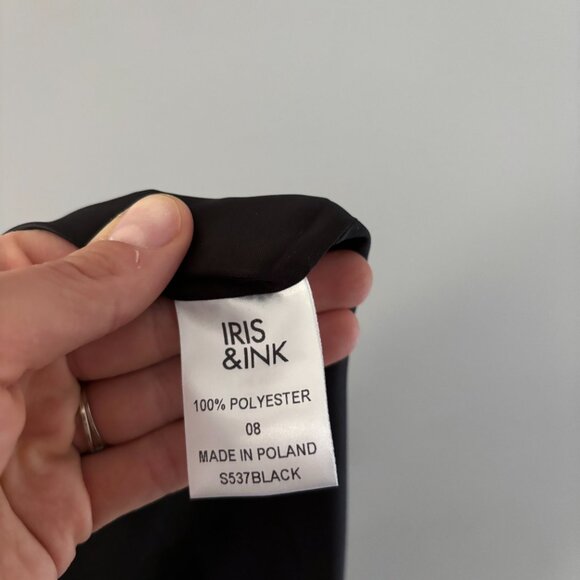 IRIS
&INK
100% POLYESTER
08
MADE IN POLAND
S537BLACK